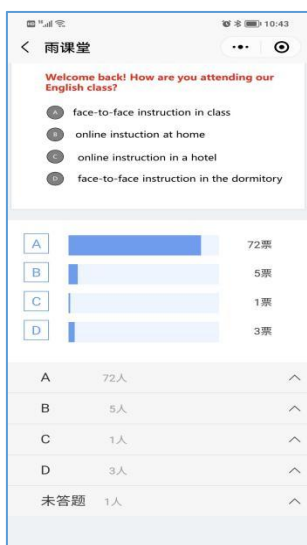 10:43
雨课堂
Welcome back! How are you attending our
English class?
A face-to-face instruction in class
B online instuction at home
C online instruction in a hotel
D face-to-face instruction in the dormitory
A 72票
B 5票
C 1票
D 3票
A 72人
B 5人
C 1人
D 3人
未答题 1人